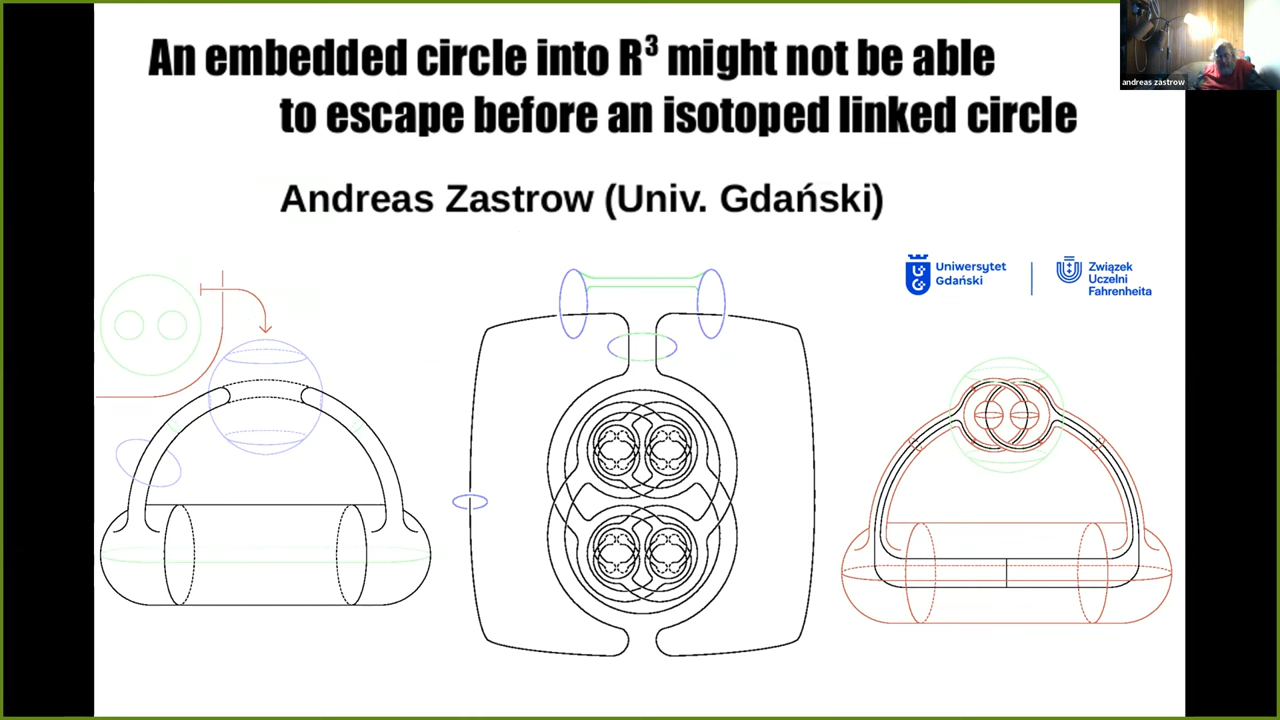 An embedded circle into R³ might not be able
to escape before an isotoped linked circle
andreas zastrow
Andreas Zastrow (Univ. Gdański)
Uniwersytet
Gdański
Związek
Uczelni
Fahrenheita